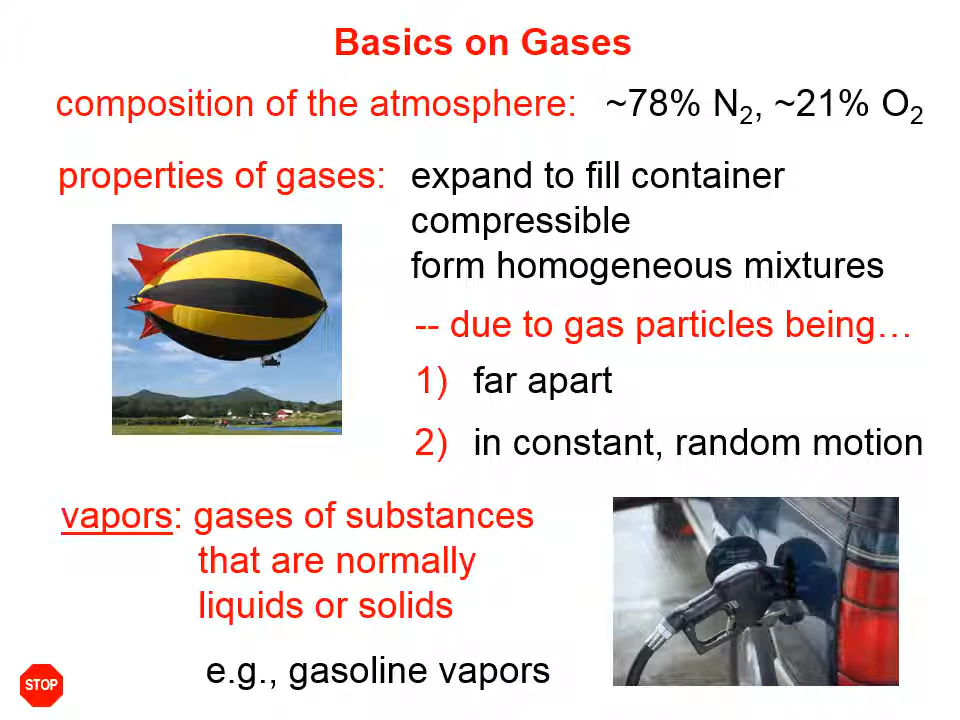 Basics on Gases
composition of the atmosphere: ~78% N₂, ~21% O₂
properties of gases: expand to fill container
compressible
form homogeneous mixtures
-- due to gas particles being…
1) far apart
2) in constant, random motion
vapors: gases of substances
that are normally
liquids or solids
e.g., gasoline vapors
STOP